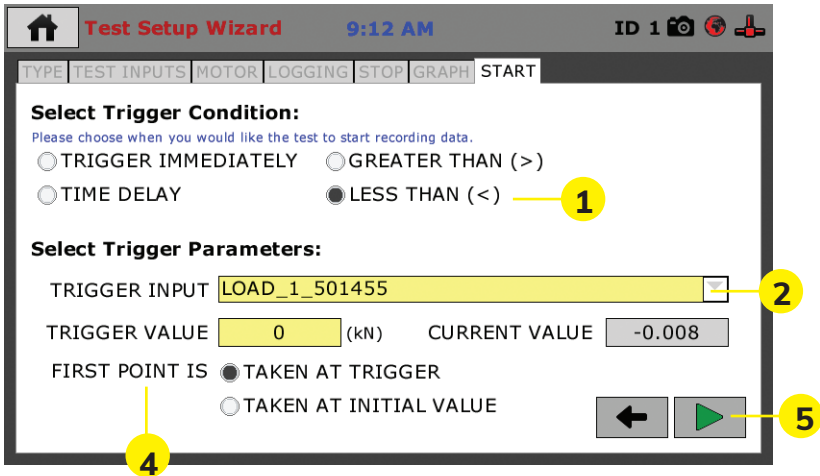 Test Setup Wizard 9:12 AM ID 1
TYPE TEST INPUTS MOTOR LOGGING STOP GRAPH START
Select Trigger Condition:
Please choose when you would like the test to start recording data.
TRIGGER IMMEDIATELY GREATER THAN (>)
TIME DELAY LESS THAN (<) 1
Select Trigger Parameters:
TRIGGER INPUT LOAD_1_501455 2
TRIGGER VALUE 0 (kN) CURRENT VALUE -0.008
FIRST POINT IS TAKEN AT TRIGGER
TAKEN AT INITIAL VALUE 5
4